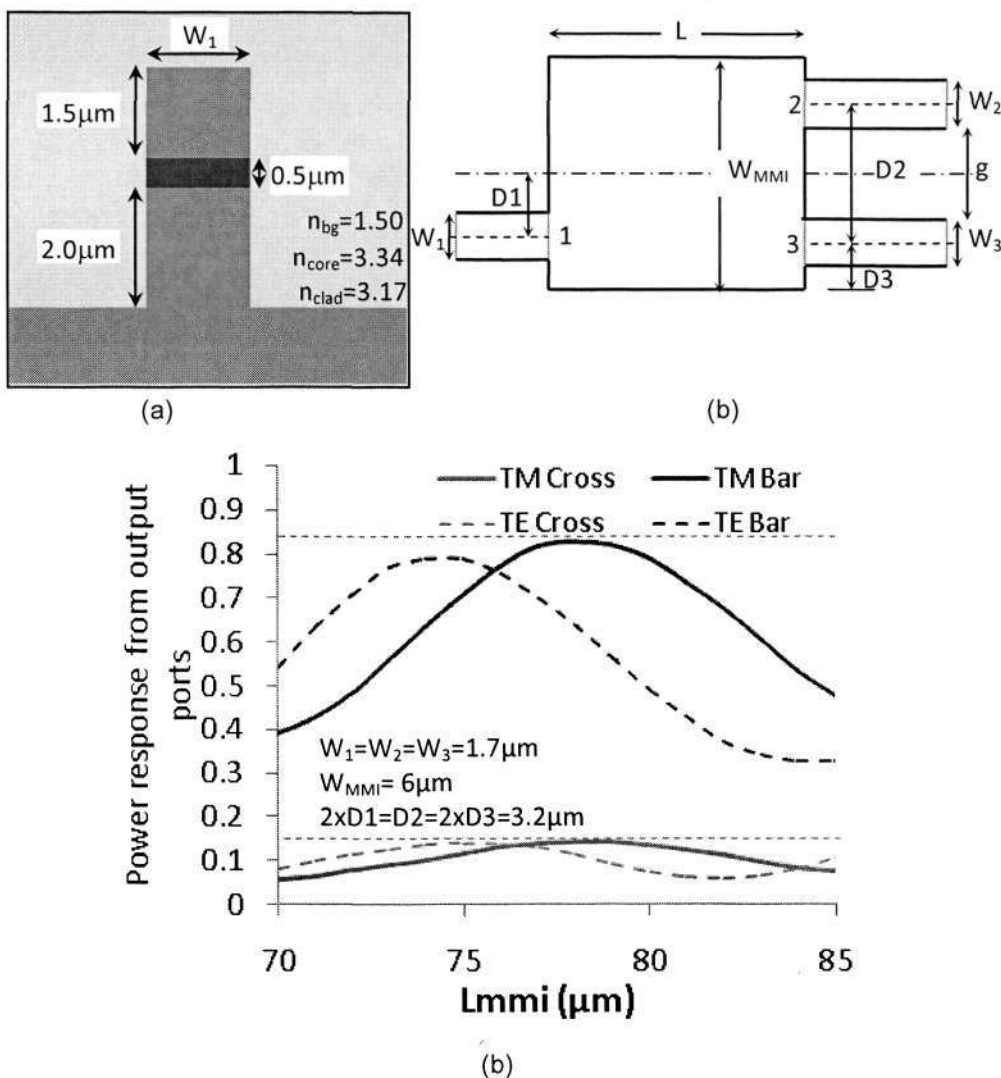 W1
1.5μm
0.5μm
2.0μm
nbg=1.50
ncore=3.34
nclad=3.17
(a)
L
2
W2
WMMI
D2
g
D1
W1
1
3
W3
D3
(b)
Power response from output ports
1
0.9
0.8
0.7
0.6
0.5
0.4
0.3
0.2
0.1
0
TM Cross
TM Bar
TE Cross
TE Bar
W1=W2=W3=1.7μm
WMMI= 6μm
2xD1=D2=2xD3=3.2μm
70
75
80
85
Lmmi (μm)
(b)